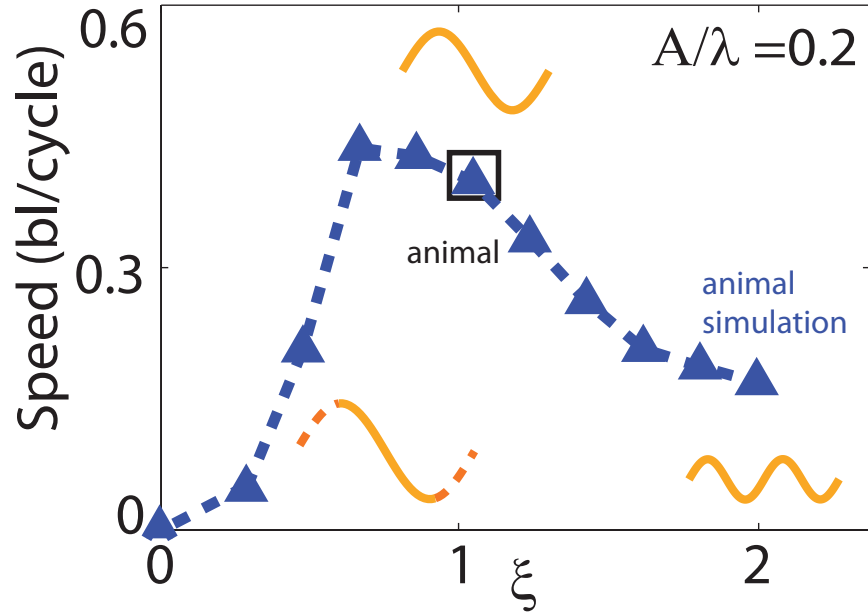 Speed (bl/cycle)
0.6
0.3
0
A/λ =0.2
animal
animal
simulation
0
1
2
ξ